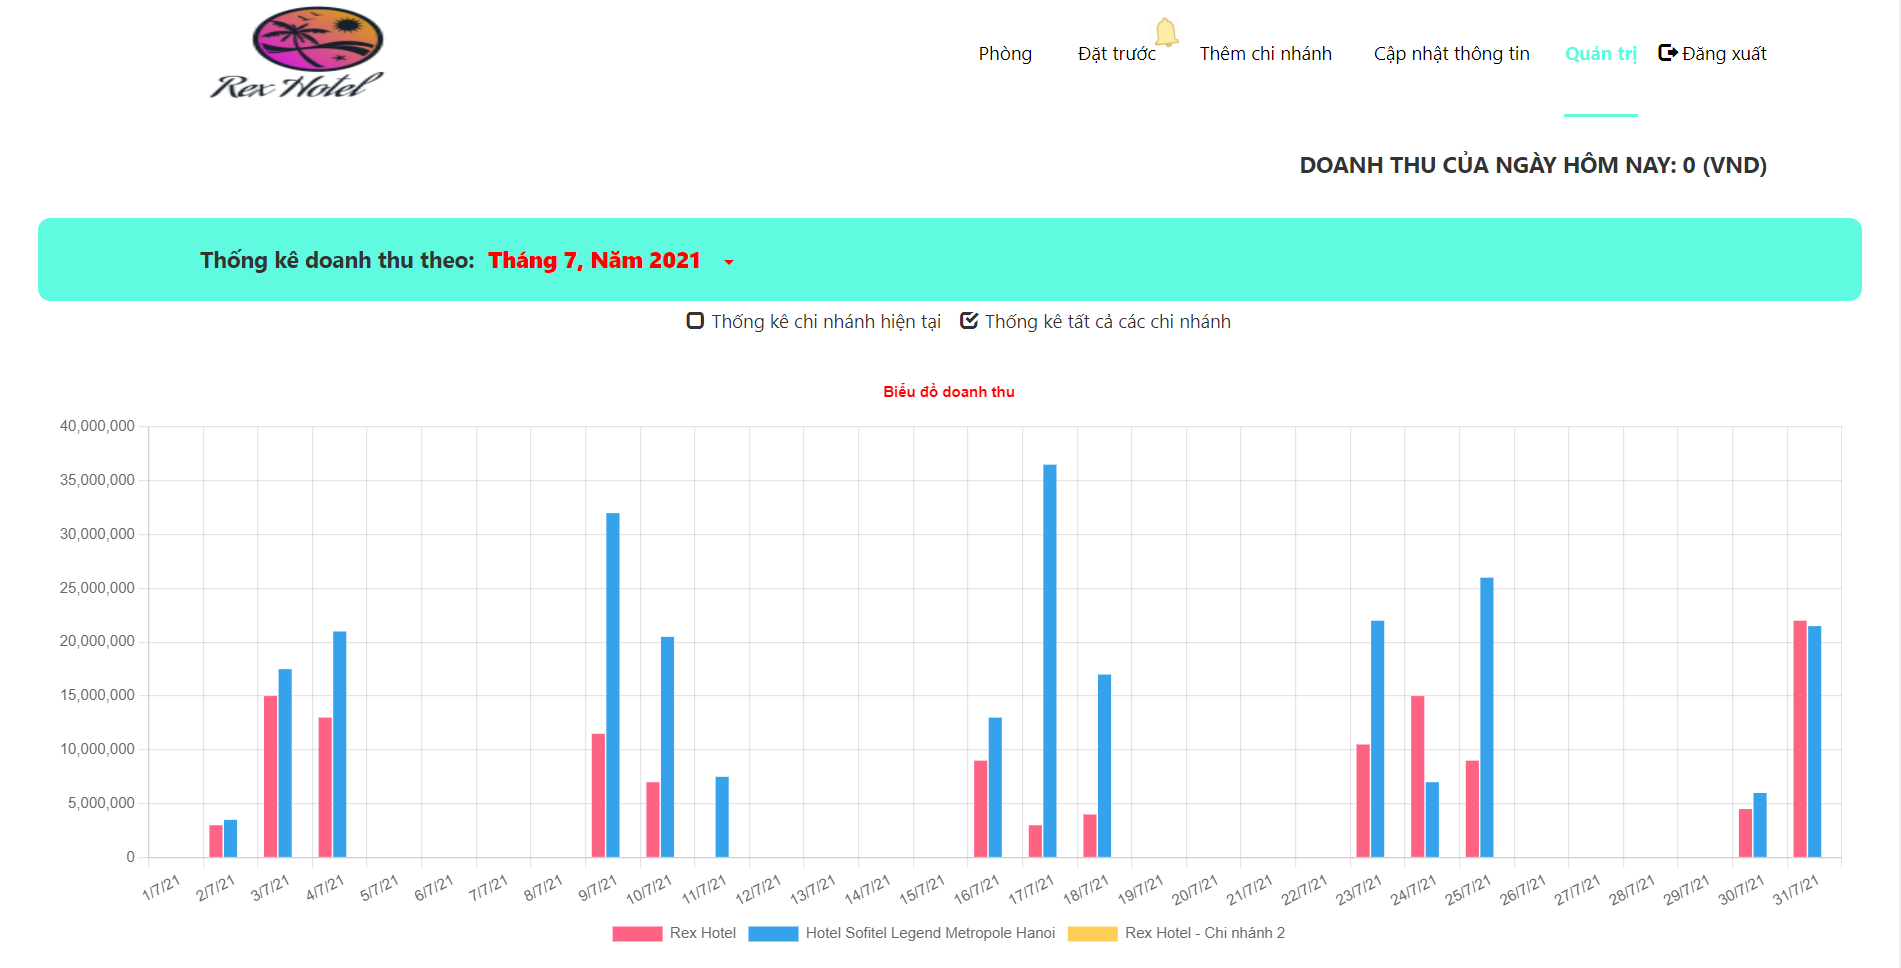 Rex Hotel
Phòng Đặt trước Thêm chi nhánh Cập nhật thông tin Quản trị Đăng xuất
DOANH THU CỦA NGÀY HÔM NAY: 0 (VND)
Thống kê doanh thu theo: Tháng 7, Năm 2021
Thống kê chi nhánh hiện tại Thống kê tất cả các chi nhánh
Biểu đồ doanh thu
40,000,000
35,000,000
30,000,000
25,000,000
20,000,000
15,000,000
10,000,000
5,000,000
0
1/7/21 2/7/21 3/7/21 4/7/21 5/7/21 6/7/21 7/7/21 8/7/21 9/7/21 10/7/21 11/7/21 12/7/21 13/7/21 14/7/21 15/7/21 16/7/21 17/7/21 18/7/21 19/7/21 20/7/21 21/7/21 22/7/21 23/7/21 24/7/21 25/7/21 26/7/21 27/7/21 28/7/21 29/7/21 30/7/21 31/7/21
Rex Hotel Hotel Sofitel Legend Metropole Hanoi Rex Hotel - Chi nhánh 2